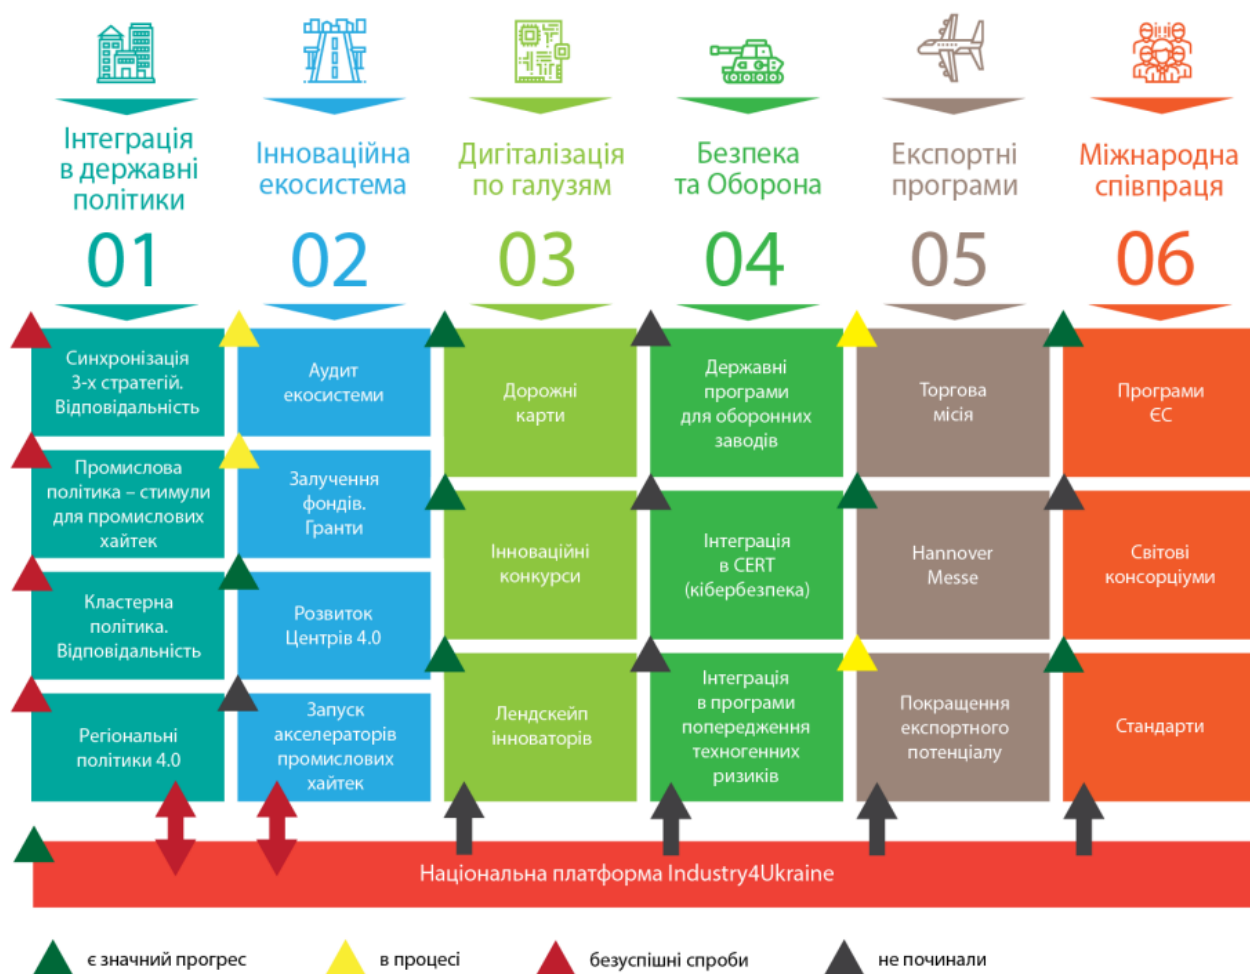 Інтеграція
в державні
політики
01
Інноваційна
екосистема
02
Дигіталізація
по галузям
03
Безпека
та Оборона
04
Експортні
програми
05
Міжнародна
співпраця
06
Синхронізація
3-х стратегій.
Відповідальність
Промислова
політика – стимули
для промислових
хайтек
Кластерна
політика.
Відповідальність
Регіональні
політики 4.0
Аудит
екосистеми
Залучення
фондів.
Гранти
Розвиток
Центрів 4.0
Запуск
акселераторів
промислових
хайтек
Дорожні
карти
Інноваційні
конкурси
Лендскейп
інноваторів
Державні
програми
для оборонних
заводів
Інтеграція
в CERT
(кібербезпека)
Інтеграція
в програми
попередження
техногенних
ризиків
Торгова
місія
Hannover
Messe
Покращення
експортного
потенціалу
Програми
ЄС
Світові
консорціуми
Стандарти
Національна платформа Industry4Ukraine
є значний прогрес
в процесі
безуспішні спроби
не починали